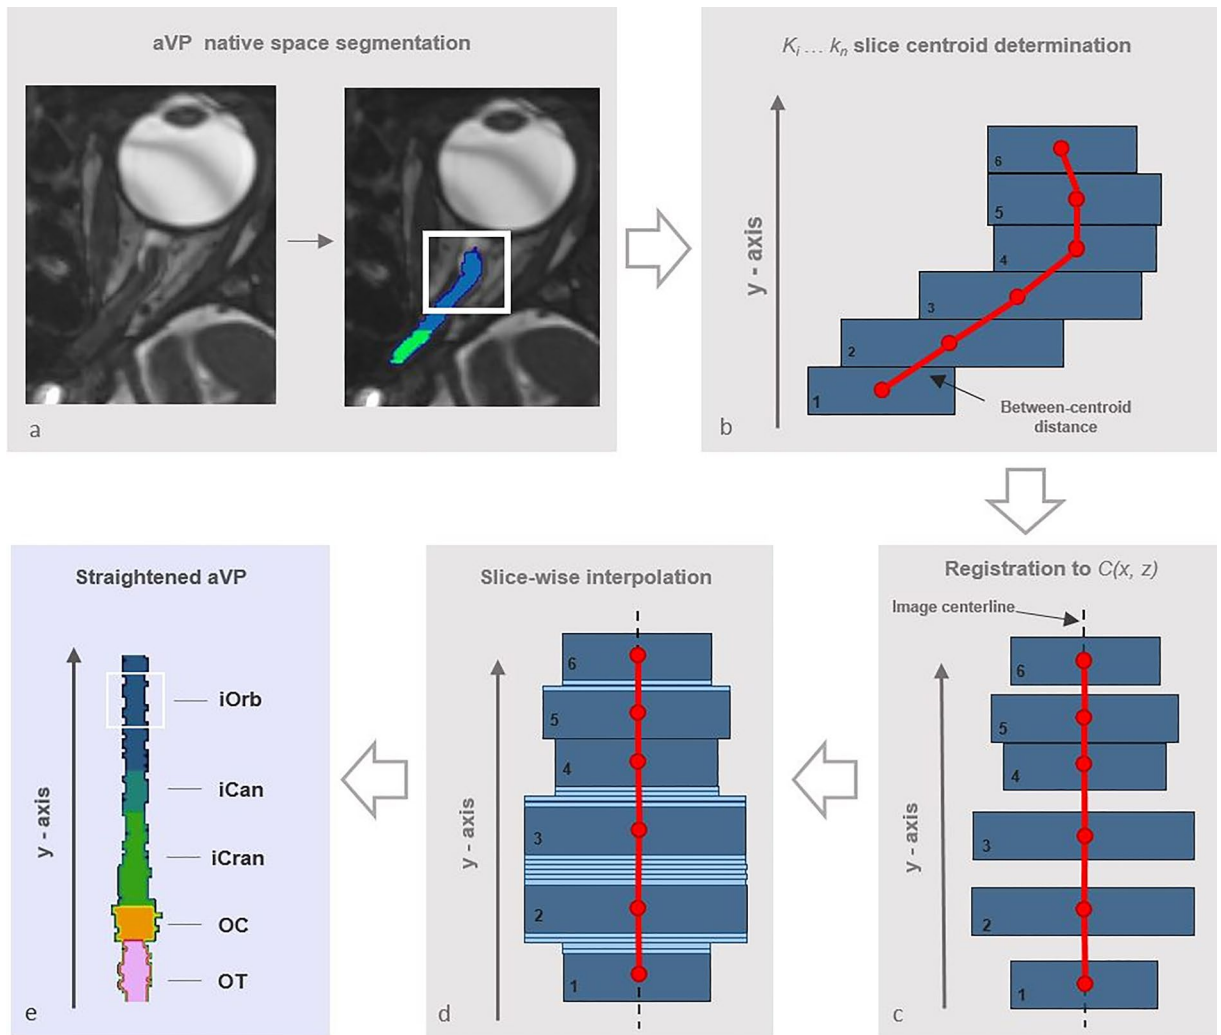 aVP native space segmentation
a
Kᵢ … kₙ slice centroid determination
y - axis
6
5
4
3
2
1
Between-centroid
distance
b
Straightened aVP
y - axis
iOrb
iCan
iCran
OC
OT
e
Slice-wise interpolation
y - axis
6
5
4
3
2
1
d
Registration to C(x, z)
Image centerline
y - axis
6
5
4
3
2
1
c